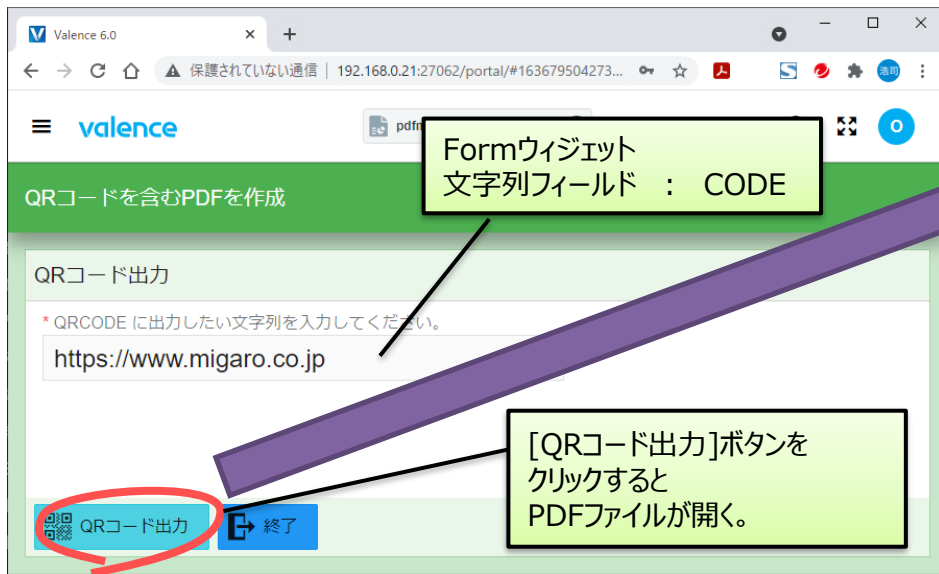 Valence 6.0
保護されていない通信 | 192.168.0.21:27062/portal/#163679504273...
浩司
valence
O
Formウィジェット
文字列フィールド ： CODE
QRコードを含むPDFを作成
QRコード出力
* QRCODE に出力したい文字列を入力してください。
https://www.migaro.co.jp
[QRコード出力]ボタンを
クリックすると
PDFファイルが開く。
QRコード出力
終了